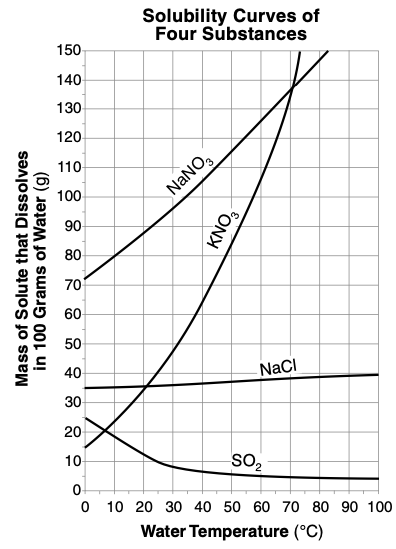 Solubility Curves of
Four Substances
Mass of Solute that Dissolves
in 100 Grams of Water (g)
150
140
130
120
110
100
90
80
70
60
50
40
30
20
10
0
NaNO₃
KNO₃
NaCl
SO₂
0 10 20 30 40 50 60 70 80 90 100
Water Temperature (°C)